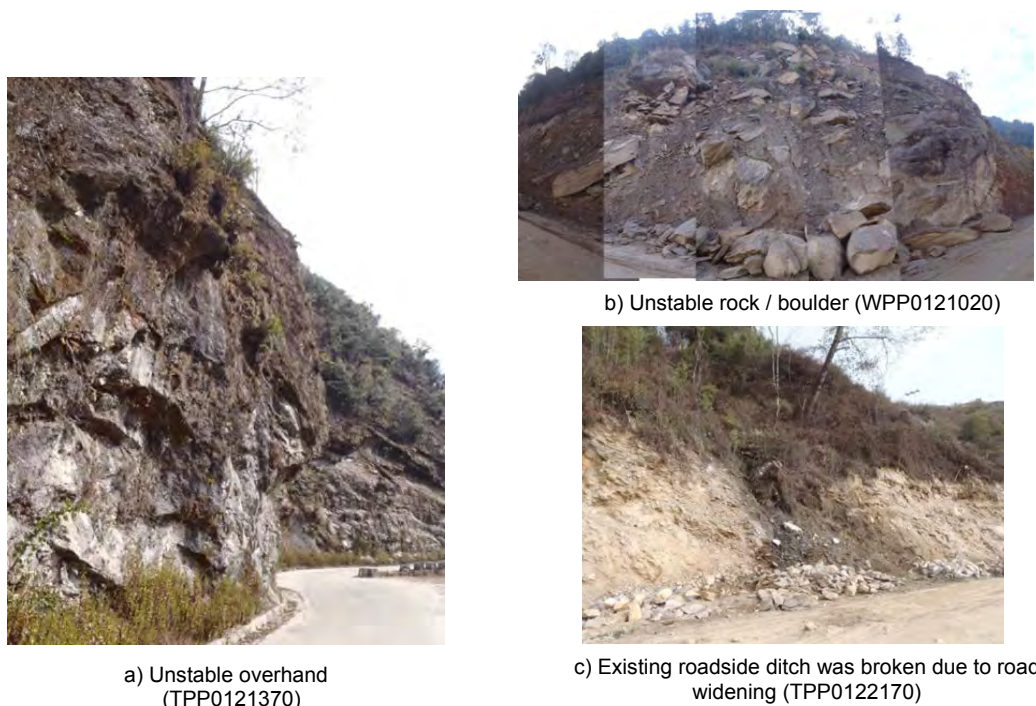 a) Unstable overhand
(TPP0121370)
b) Unstable rock / boulder (WPP0121020)
c) Existing roadside ditch was broken due to road
widening (TPP0122170)